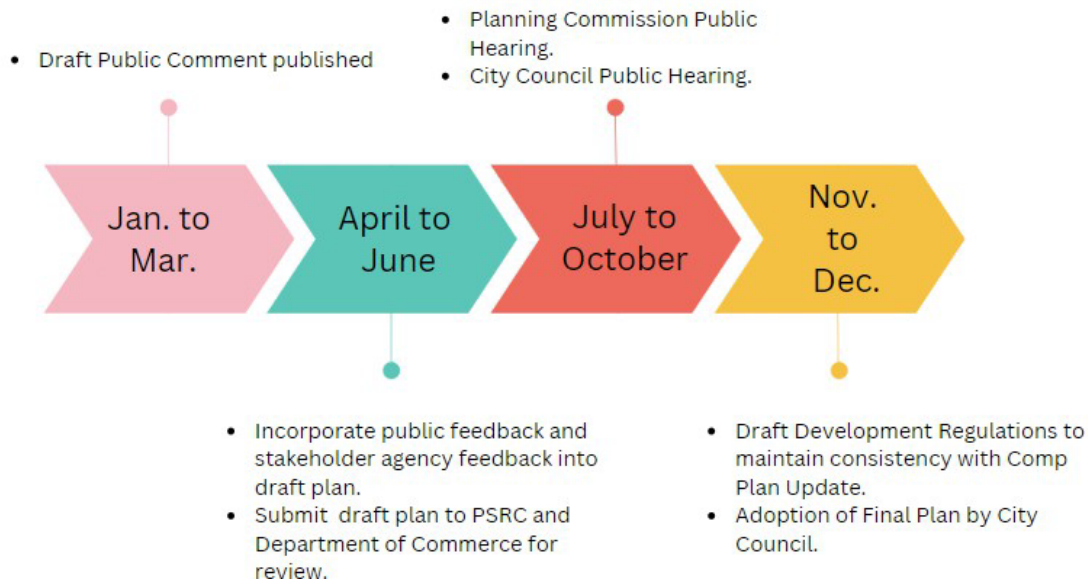 • Draft Public Comment published
• Planning Commission Public
Hearing.
• City Council Public Hearing.
Jan. to
Mar.
April to
June
July to
October
Nov.
to
Dec.
• Incorporate public feedback and
stakeholder agency feedback into
draft plan.
• Submit draft plan to PSRC and
Department of Commerce for
review.
• Draft Development Regulations to
maintain consistency with Comp
Plan Update.
• Adoption of Final Plan by City
Council.